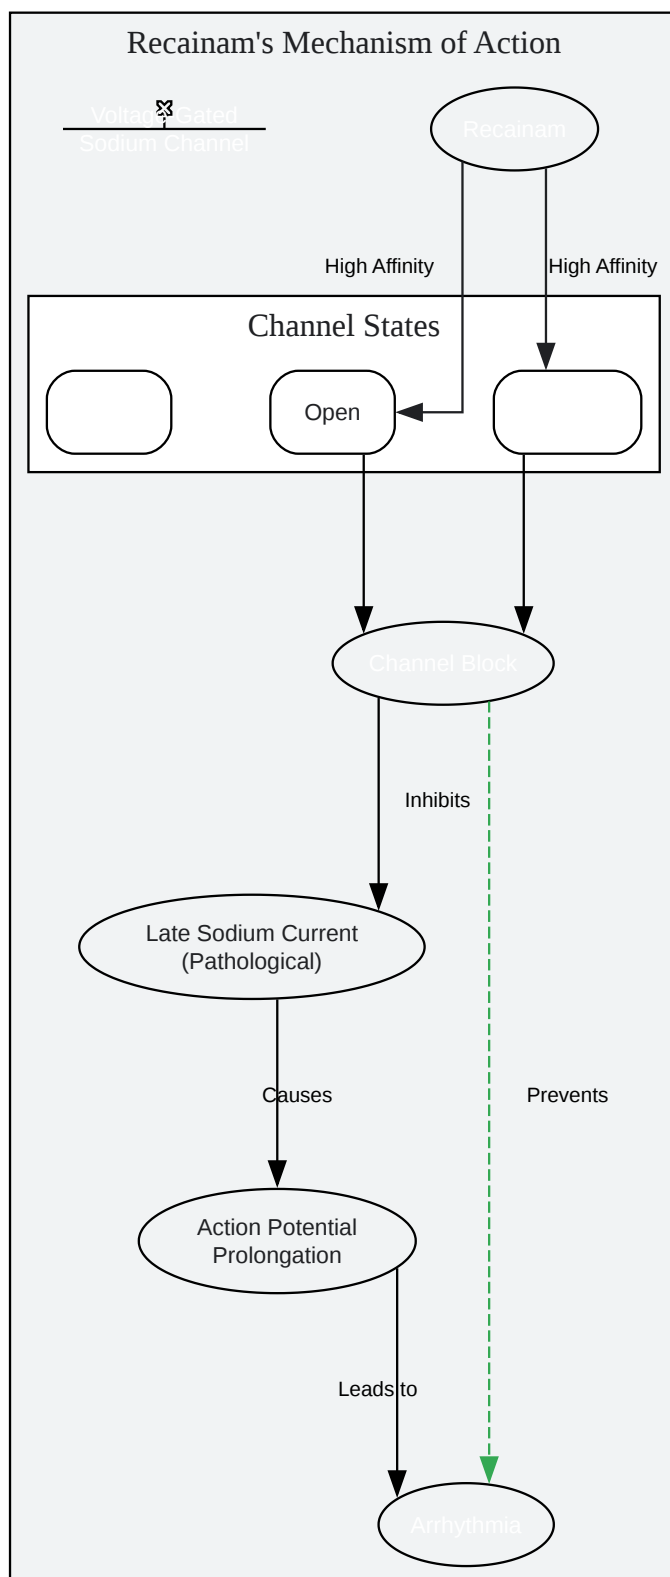 Recainam's Mechanism of Action
Voltage Gated
Sodium Channel
Recainam
High Affinity
High Affinity
Channel States
Open
Channel Block
Inhibits
Late Sodium Current
(Pathological)
Causes
Prevents
Action Potential
Prolongation
Leads to
Arrhythmia